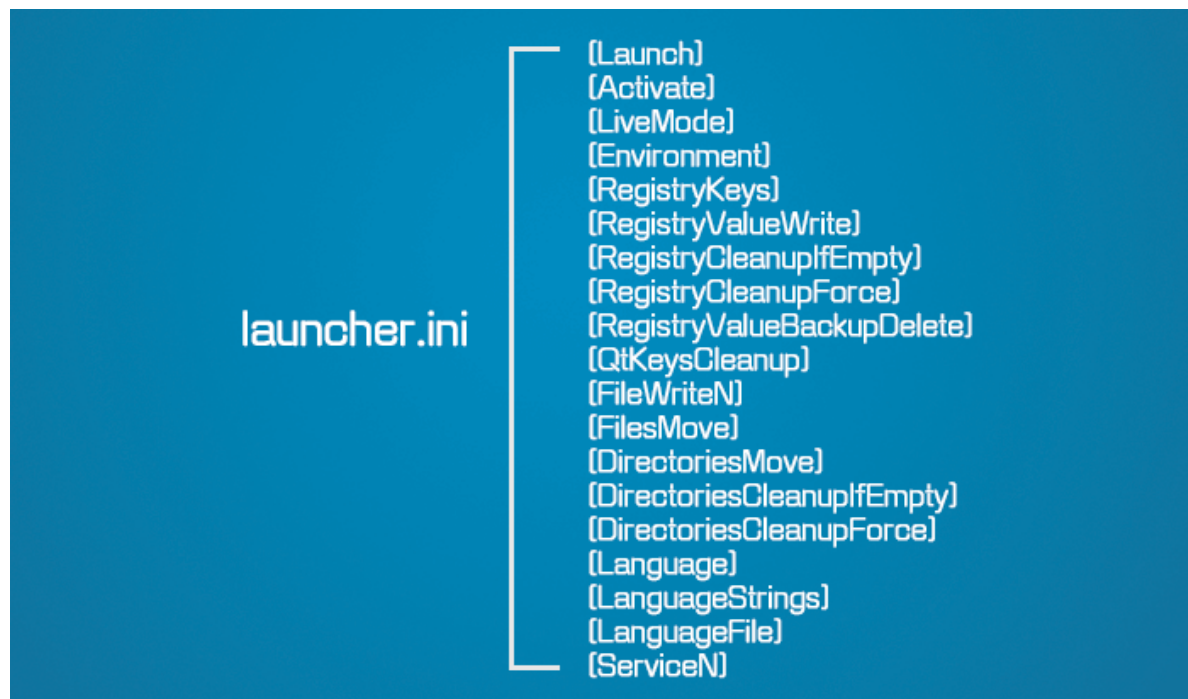 launcher.ini
[Launch]
[Activate]
[LiveMode]
[Environment]
[RegistryKeys]
[RegistryValueWrite]
[RegistryCleanupIfEmpty]
[RegistryCleanupForce]
[RegistryValueBackupDelete]
[QtKeysCleanup]
[FileWriteN]
[FilesMove]
[DirectoriesMove]
[DirectoriesCleanupIfEmpty]
[DirectoriesCleanupForce]
[Language]
[LanguageStrings]
[LanguageFile]
[ServiceN]